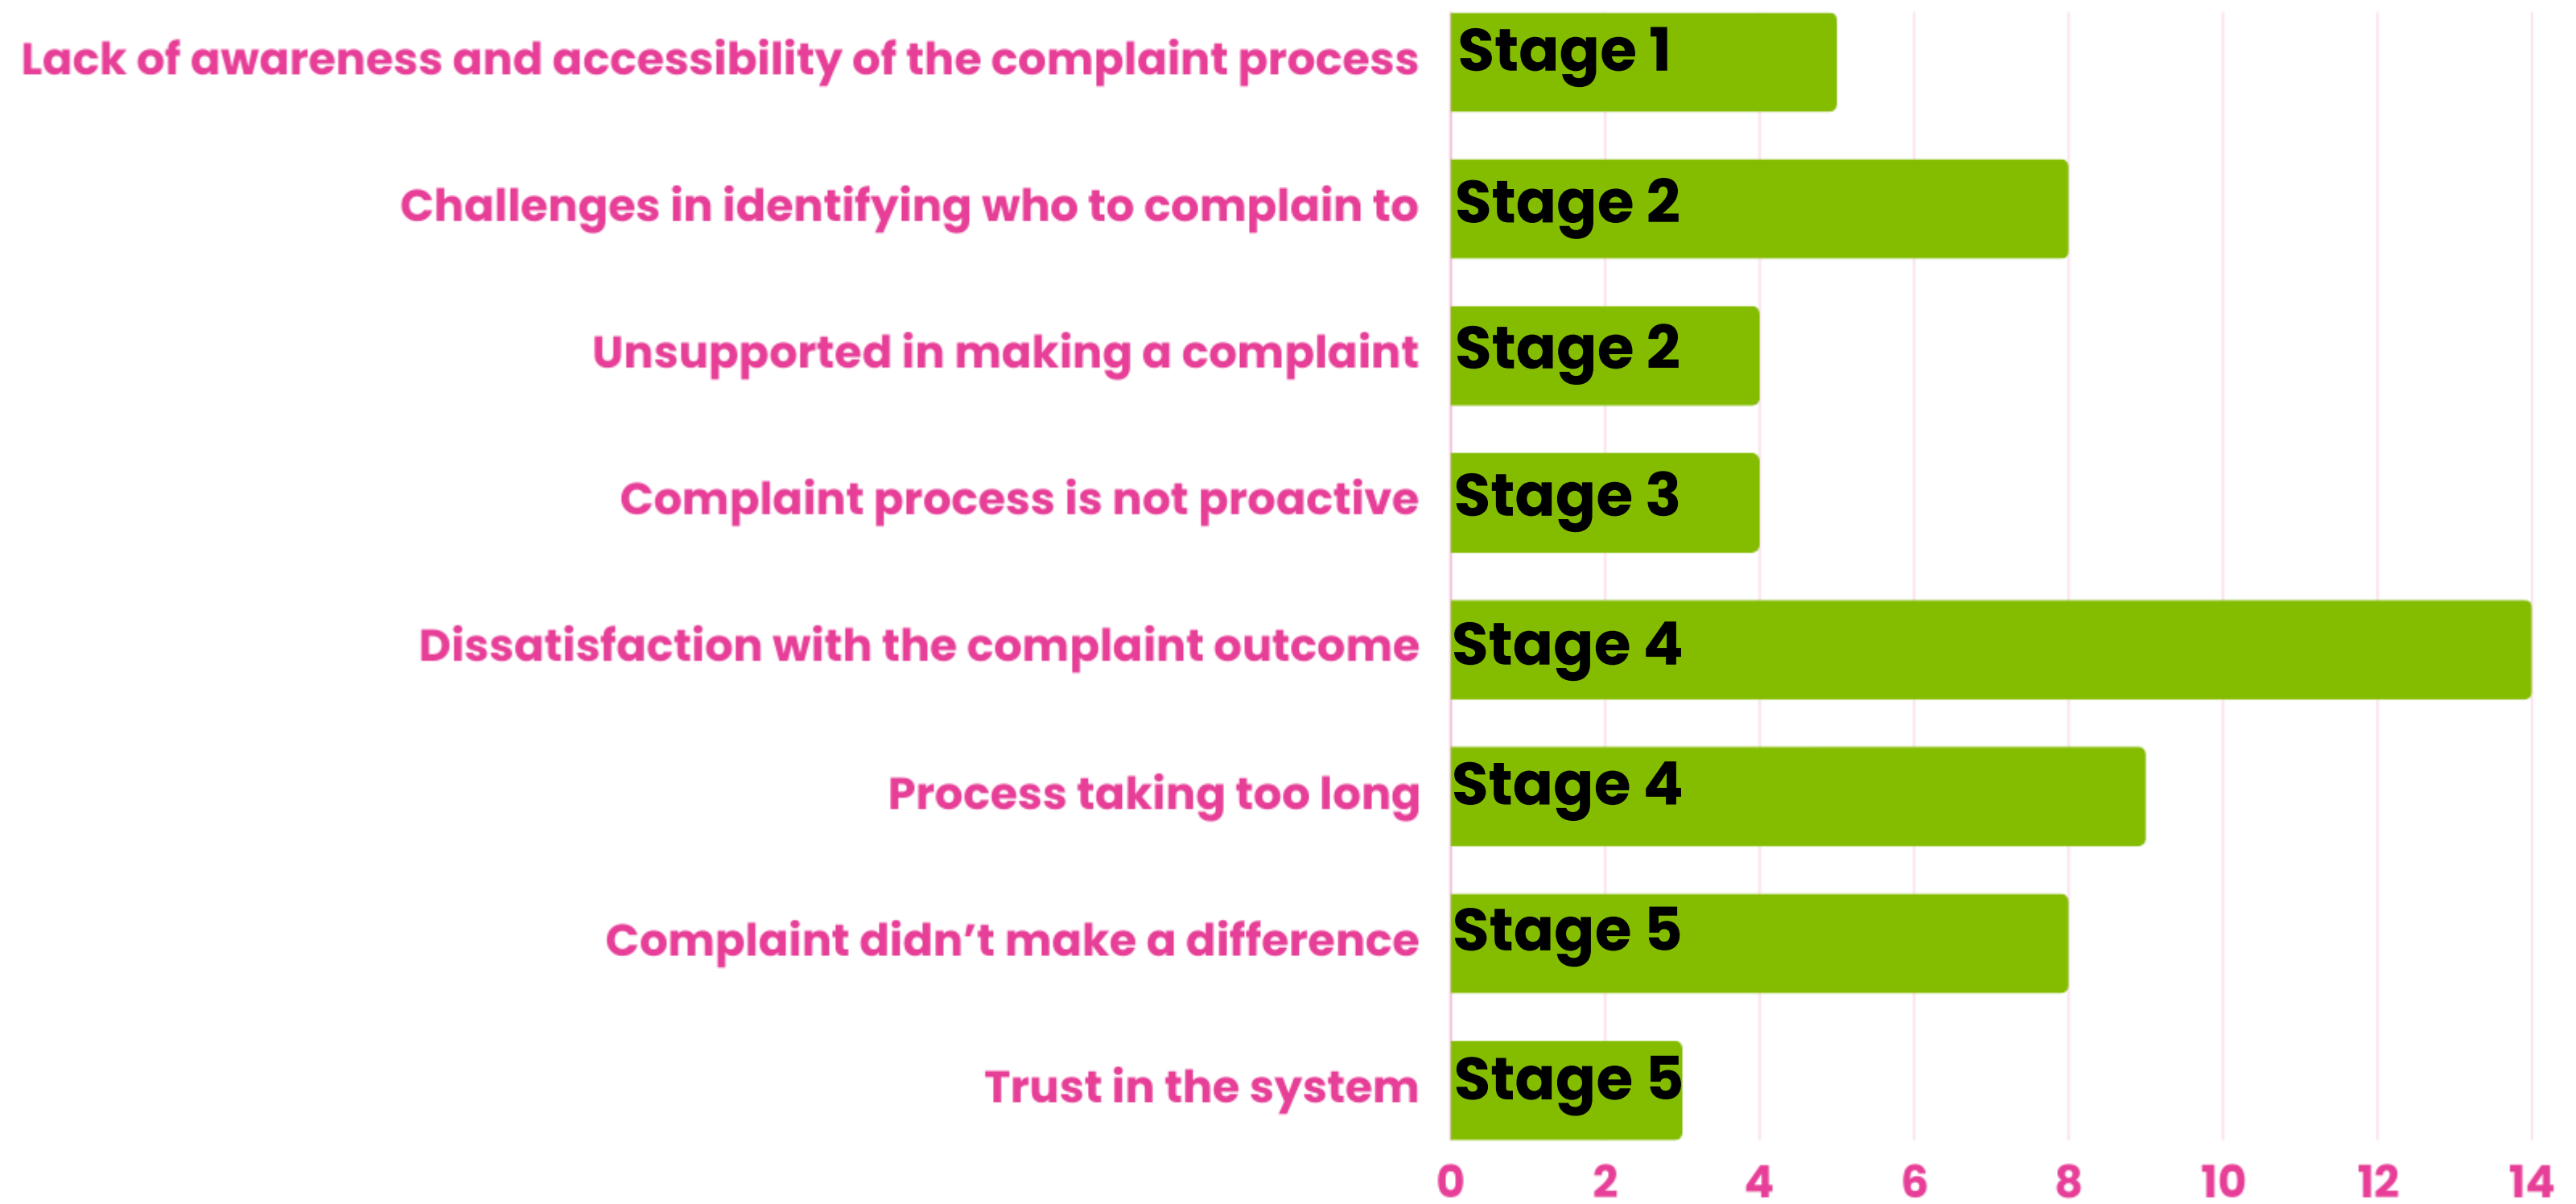 Lack of awareness and accessibility of the complaint process
Stage 1
Challenges in identifying who to complain to
Stage 2
Unsupported in making a complaint
Stage 2
Complaint process is not proactive
Stage 3
Dissatisfaction with the complaint outcome
Stage 4
Process taking too long
Stage 4
Complaint didn’t make a difference
Stage 5
Trust in the system
Stage 5
0 2 4 6 8 10 12 14